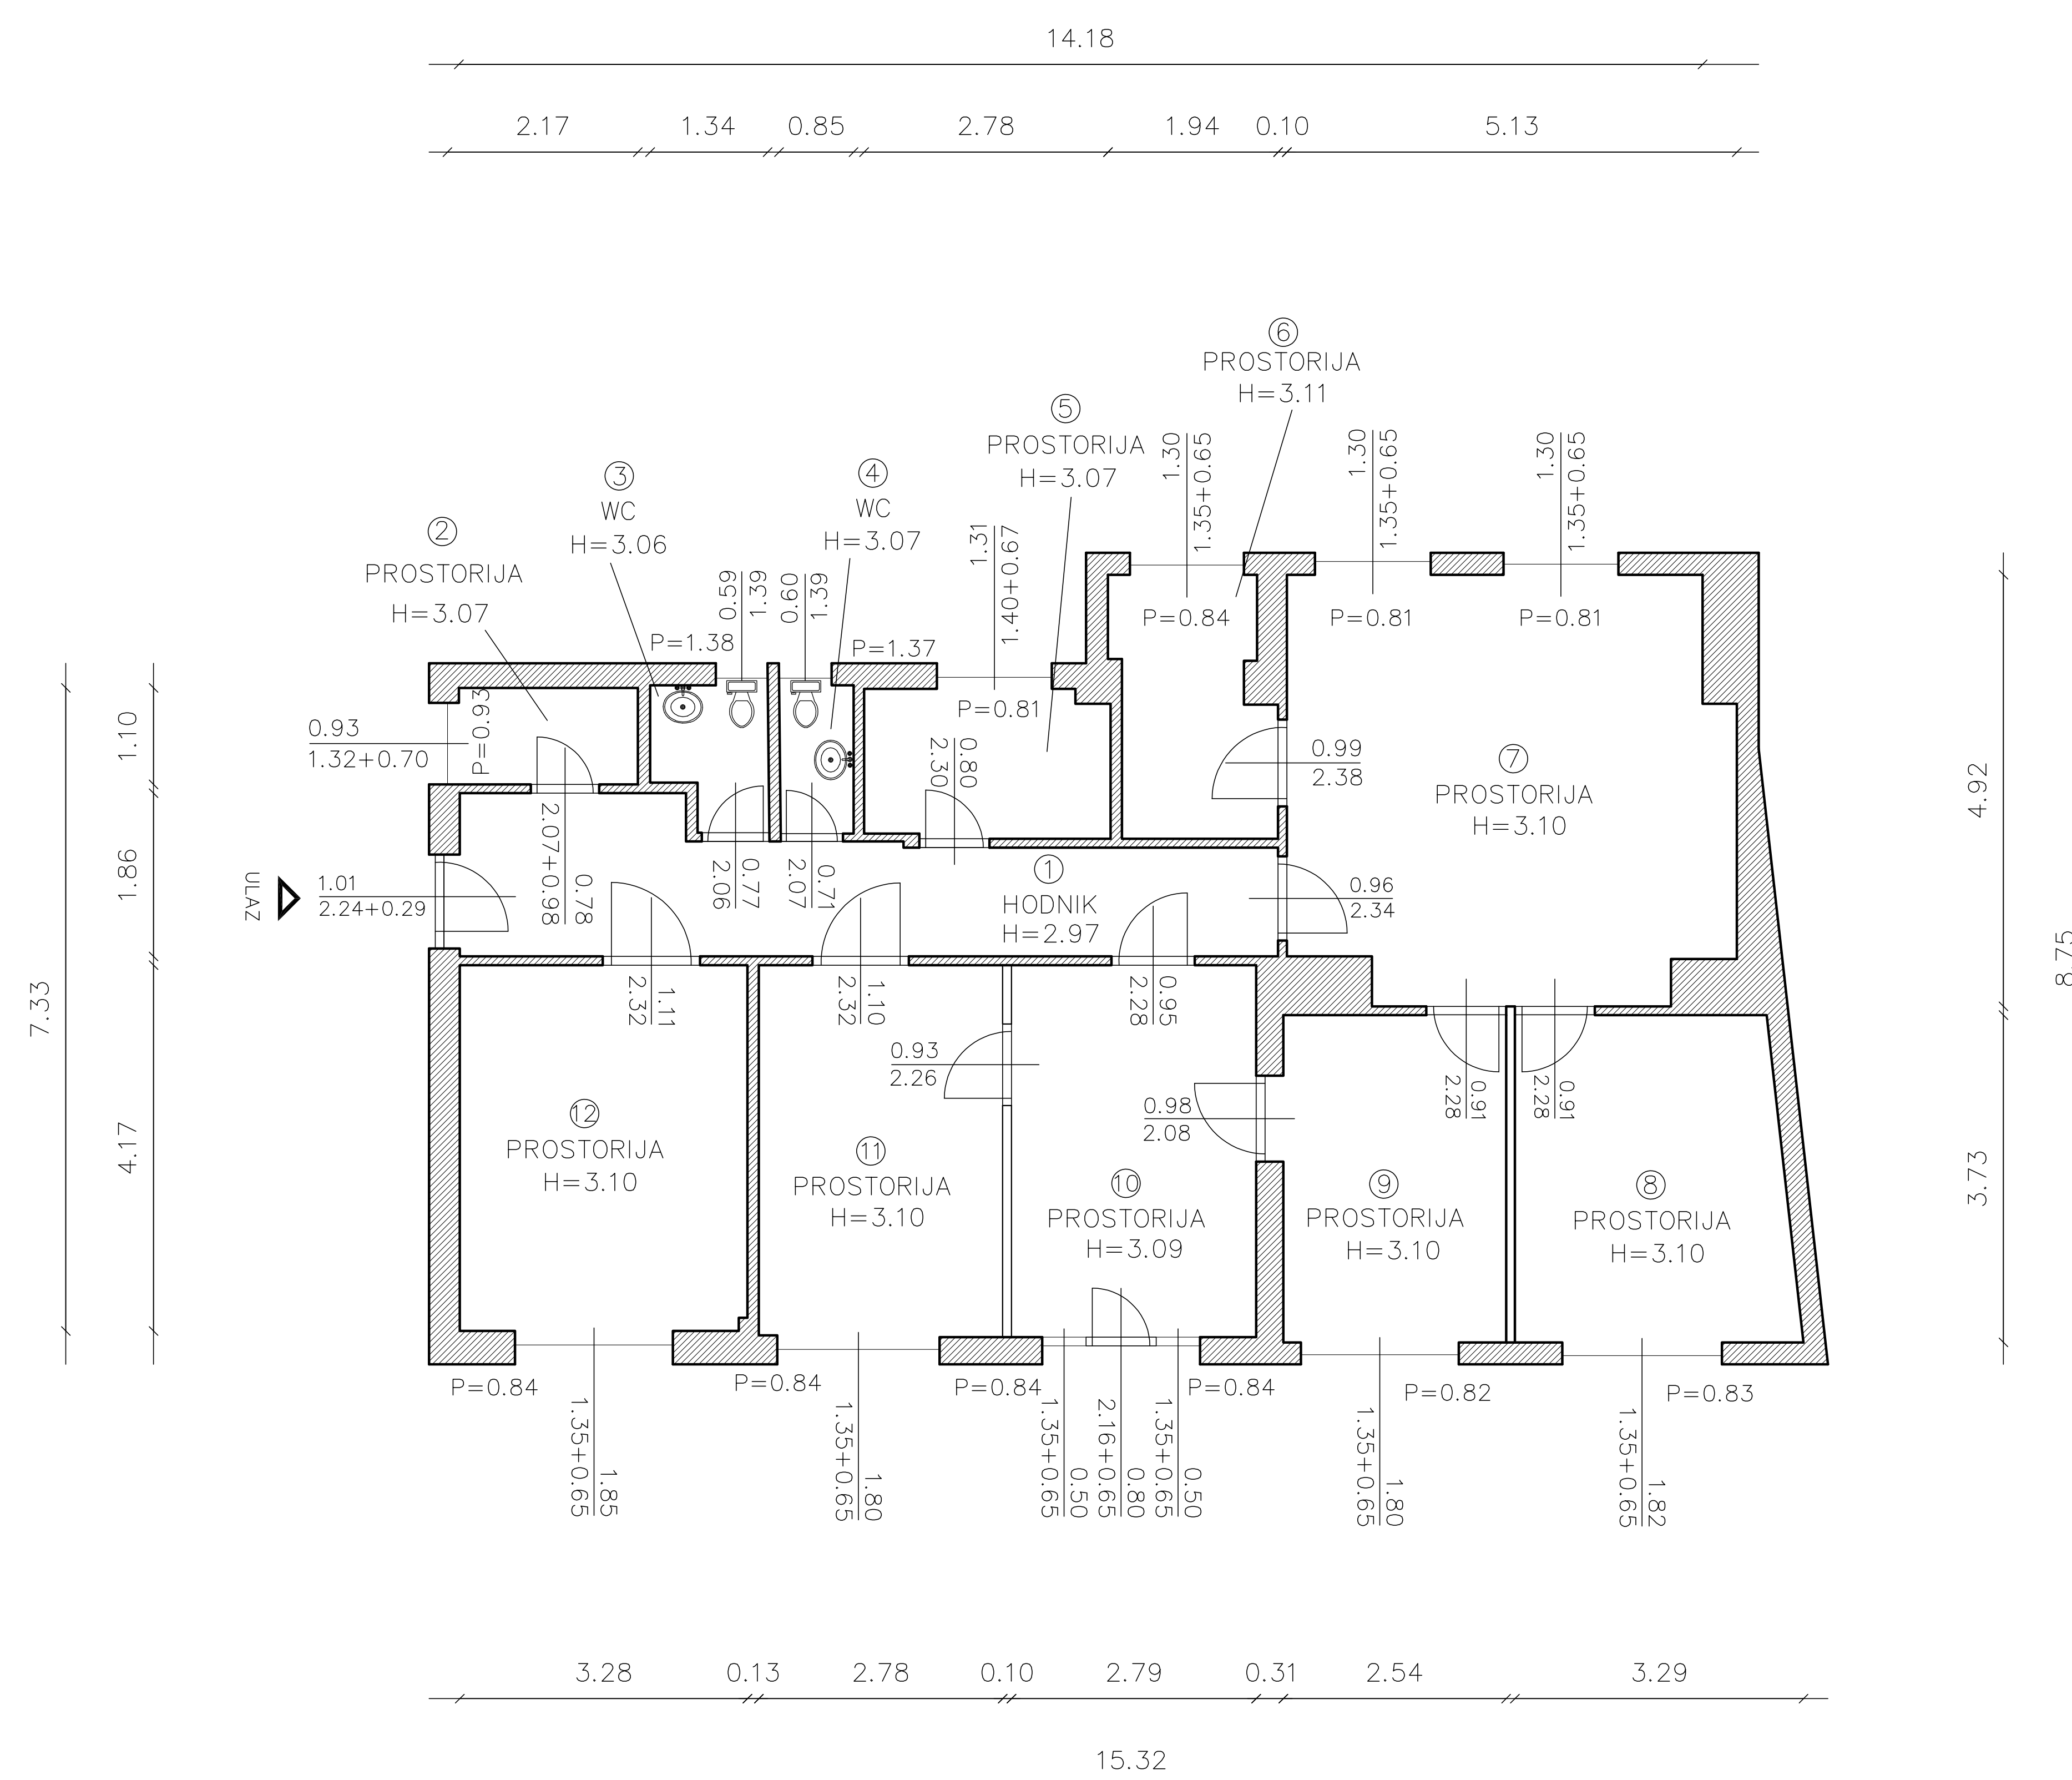 14.18
2.17 1.34 0.85 2.78 1.94 0.10 5.13
6
PROSTORIJA
H=3.11
5
PROSTORIJA
H=3.07
4
WC
H=3.07
3
WC
H=3.06
2
PROSTORIJA
H=3.07
1.30
1.35+0.65
1.30
1.35+0.65
1.30
1.35+0.65
1.31
1.40+0.67
0.59
1.39
0.60
1.39
P=1.38
P=1.37
P=0.84
P=0.81
P=0.81
P=0.81
P=0.93
0.93
1.32+0.70
0.80
2.30
0.99
2.38
7
PROSTORIJA
H=3.10
1.10
1.86
4.17
7.33
4.92
3.73
8.75
ULAZ
1.01
2.24+0.29
0.78
2.07+0.98
0.77
2.06
0.71
2.07
1
HODNIK
H=2.97
0.96
2.34
1.11
2.32
1.10
2.32
0.95
2.28
0.93
2.26
0.98
2.08
0.91
2.28
0.91
2.28
12
PROSTORIJA
H=3.10
11
PROSTORIJA
H=3.10
10
PROSTORIJA
H=3.09
9
PROSTORIJA
H=3.10
8
PROSTORIJA
H=3.10
P=0.84
P=0.84
P=0.84
P=0.84
P=0.82
P=0.83
1.85
1.35+0.65
1.80
1.35+0.65
0.50
1.35+0.65
0.80
2.16+0.65
0.50
1.35+0.65
1.80
1.35+0.65
1.82
1.35+0.65
3.28 0.13 2.78 0.10 2.79 0.31 2.54 3.29
15.32